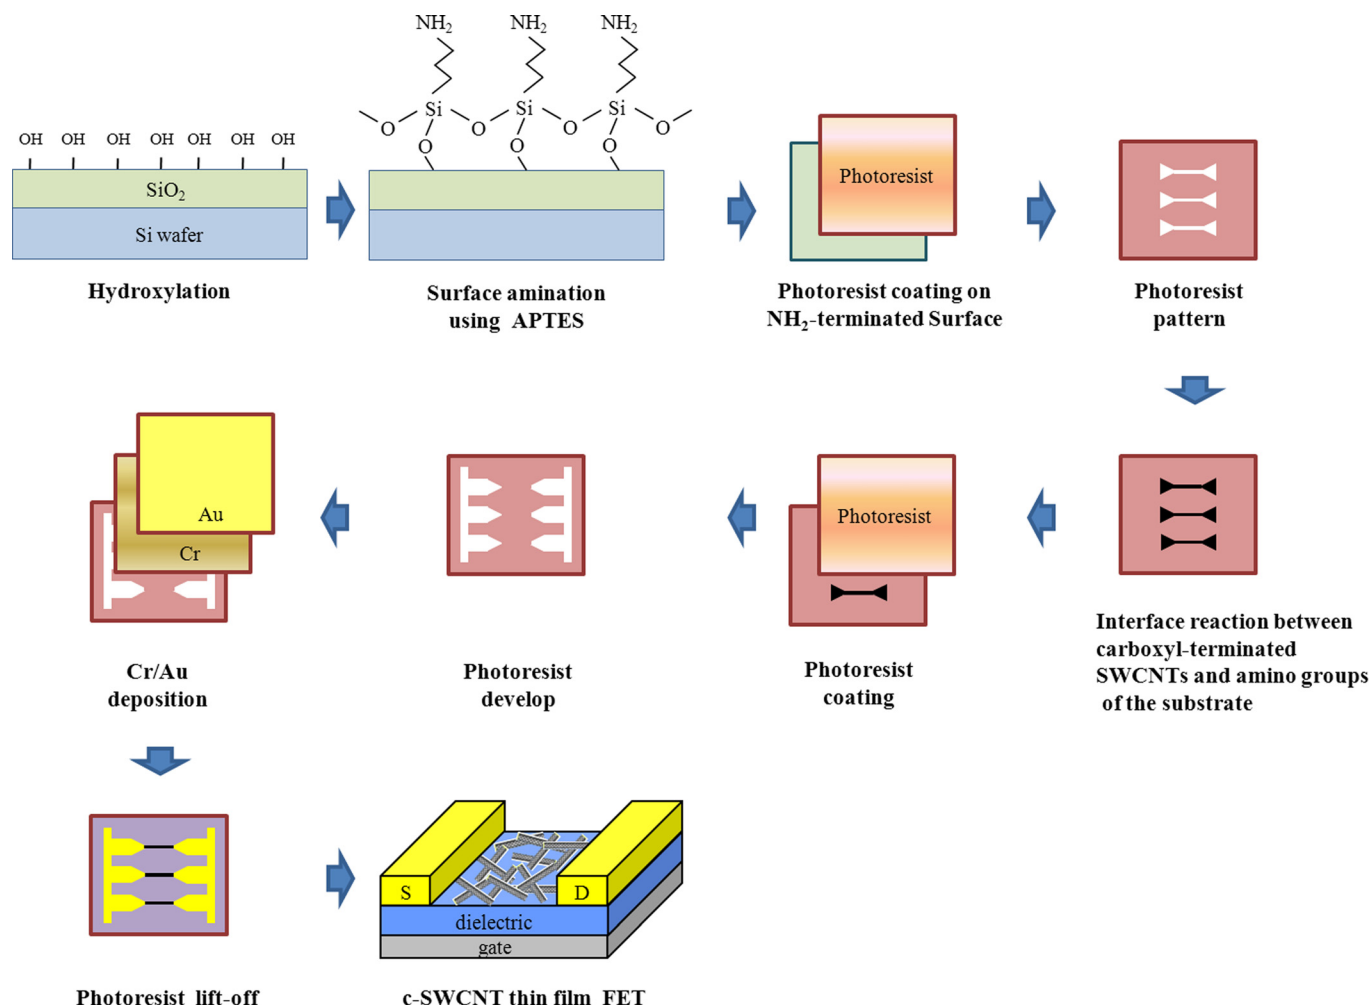 NH₂ NH₂ NH₂
Si O Si O Si
O O
O O O
OH OH OH OH OH OH OH
SiO₂
Si wafer
Hydroxylation
Surface amination
using APTES
Photoresist
Photoresist coating on
NH₂-terminated Surface
Photoresist
pattern
Interface reaction between
carboxyl-terminated
SWCNTs and amino groups
of the substrate
Photoresist
Photoresist
coating
Photoresist
develop
Au
Cr
Cr/Au
deposition
Photoresist lift-off
S
D
dielectric
gate
c-SWCNT thin film FET